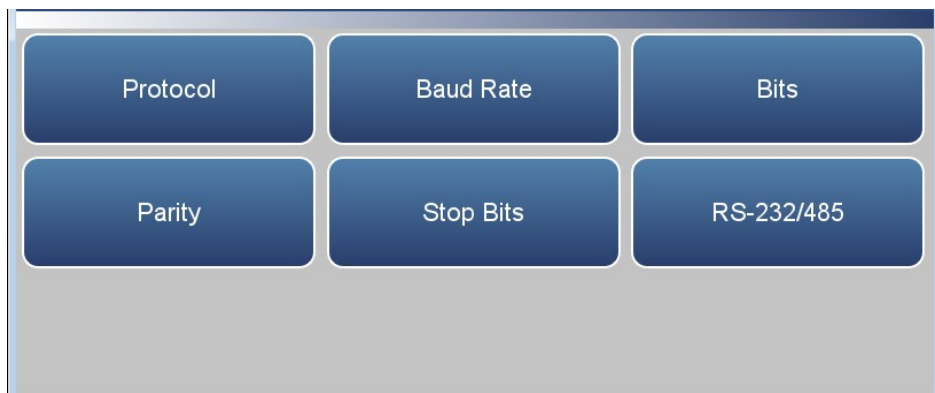 Protocol
Baud Rate
Bits
Parity
Stop Bits
RS-232/485